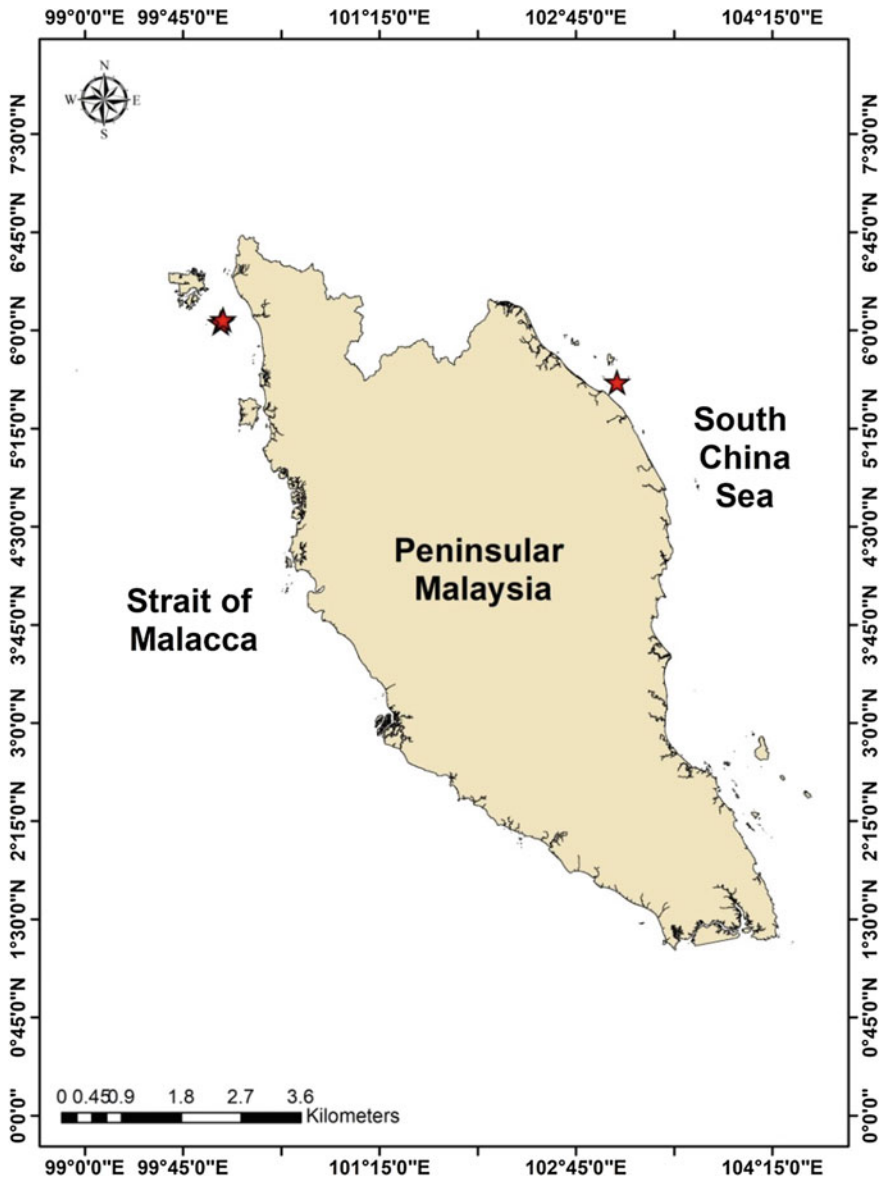 99°0'0"E 99°45'0"E 101°15'0"E 102°45'0"E 104°15'0"E
N
W E
S
7°30'0"N 7°30'0"N
6°45'0"N 6°45'0"N
6°0'0"N 6°0'0"N
5°15'0"N 5°15'0"N
4°30'0"N 4°30'0"N
3°45'0"N 3°45'0"N
3°0'0"N 3°0'0"N
2°15'0"N 2°15'0"N
1°30'0"N 1°30'0"N
0°45'0"N 0°45'0"N
0°0'0" 0°0'0"
South
China
Sea
Peninsular
Malaysia
Strait of
Malacca
0 0.45 0.9 1.8 2.7 3.6
Kilometers
99°0'0"E 99°45'0"E 101°15'0"E 102°45'0"E 104°15'0"E